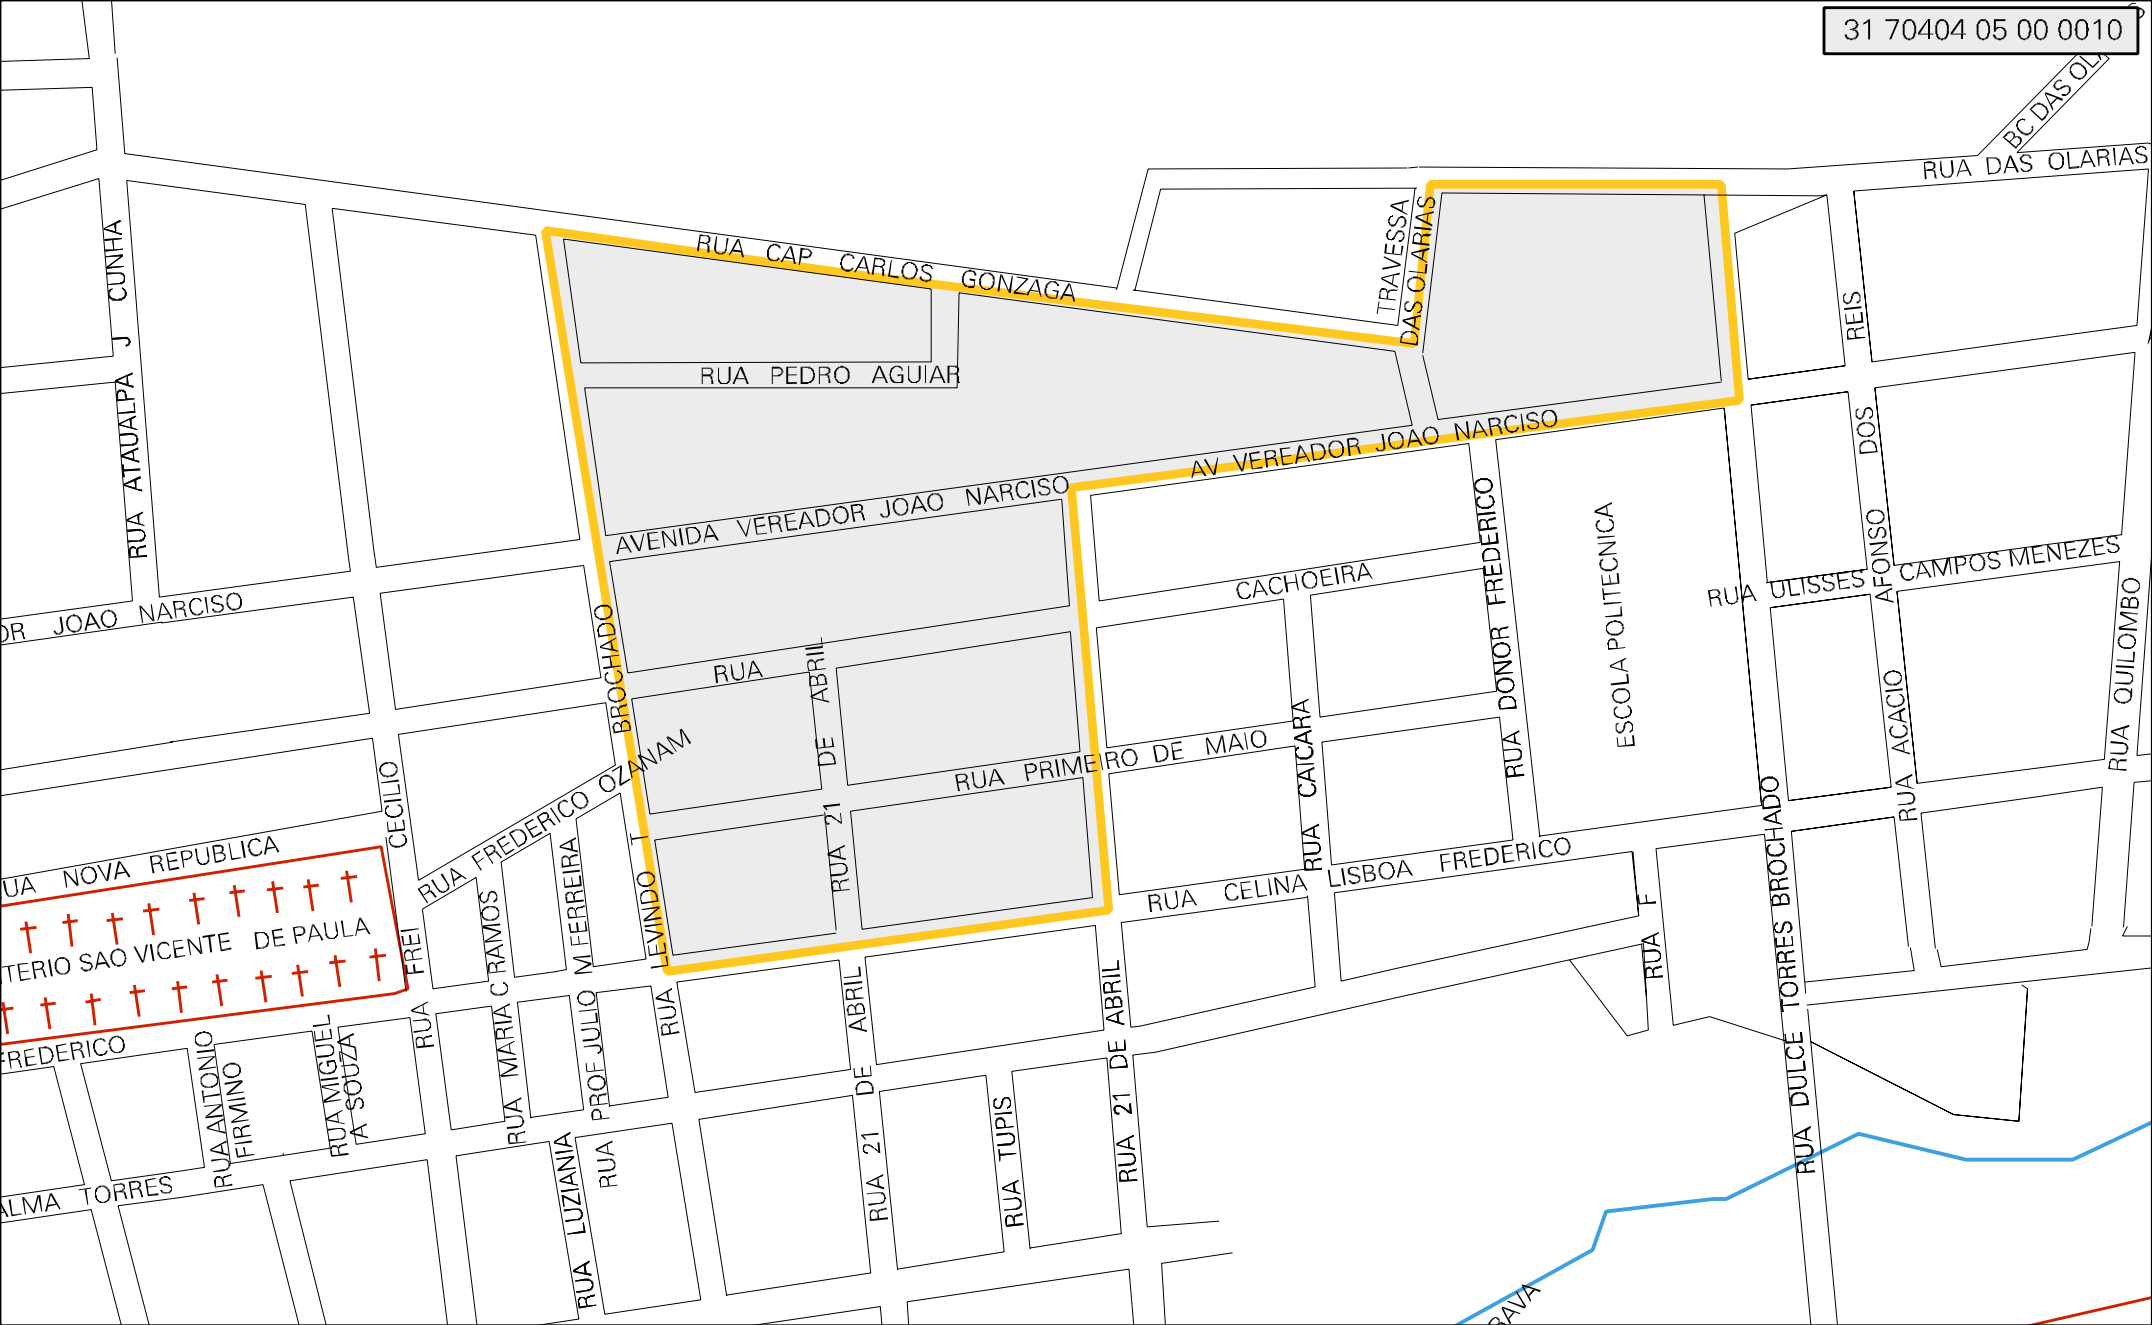 31 70404 05 00 0010
BC DAS
RUA DAS OLARIAS
RUA CAP CARLOS GONZAGA
TRAVESSA
DAS OLARIAS
RUA ATAUALPA J CUNHA
RUA PEDRO AGUIAR
AV VEREADOR JOAO NARCISO
AVENIDA VEREADOR JOAO NARCISO
OR JOAO NARCISO
RUA CACHOEIRA
RUA DONOR FREDERICO
ESCOLA POLITECNICA
RUA ULISSES CAMPOS MENEZES
RUA ACACIO AFONSO DOS REIS
RUA QUILOMBO
RUA LEVINDO T BROCHADO
RUA 21 DE ABRIL
RUA PRIMEIRO DE MAIO
RUA CAICARA
RUA FREDERICO OZANAM
RUA FREI CECILIO
UA NOVA REPUBLICA
TERIO SAO VICENTE DE PAULA
RUA CELINA LISBOA FREDERICO
RUA F
RUA DULCE TORRES BROCHADO
RUA MARIA C RAMOS
RUA PROF JULIO M FERREIRA
FREDERICO
RUA ANTONIO
FIRMINO
RUA MIGUEL
A SOUZA
RUA 21 DE ABRIL
RUA 21 DE ABRIL
RUA TUPIS
RUA LUZIANIA
ALMA TORRES
BAVA